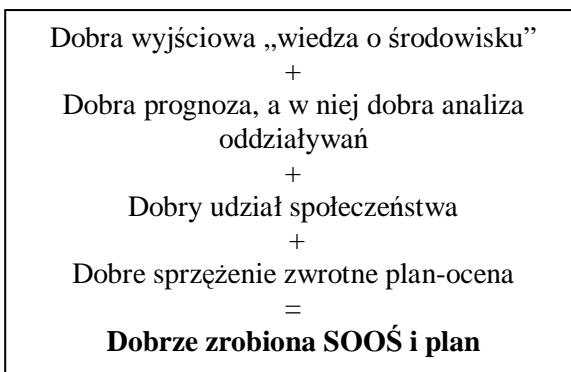 Dobra wyjściowa „wiedza o środowisku”
+
Dobra prognoza, a w niej dobra analiza
oddziaływań
+
Dobry udział społeczeństwa
+
Dobre sprzężenie zwrotne plan-ocena
=
Dobrze zrobiona SOOŚ i plan